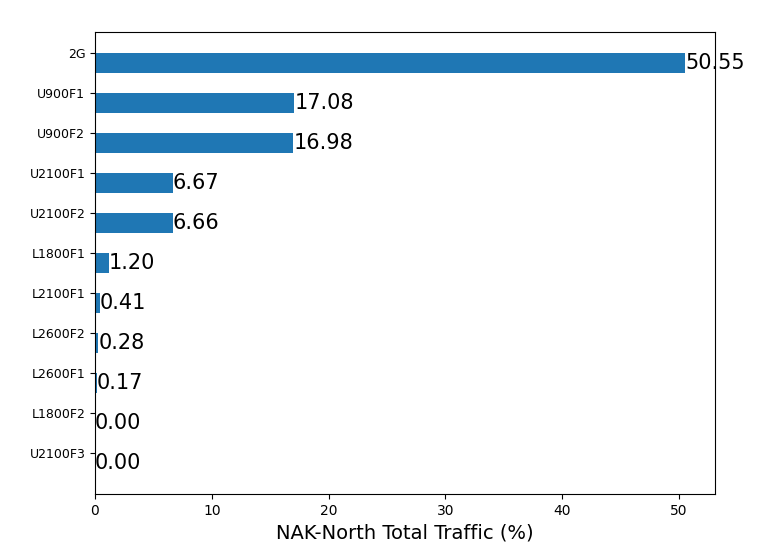 2G 50.55
U900F1 17.08
U900F2 16.98
U2100F1 6.67
U2100F2 6.66
L1800F1 1.20
L2100F1 0.41
L2600F2 0.28
L2600F1 0.17
L1800F2 0.00
U2100F3 0.00
0 10 20 30 40 50
NAK-North Total Traffic (%)